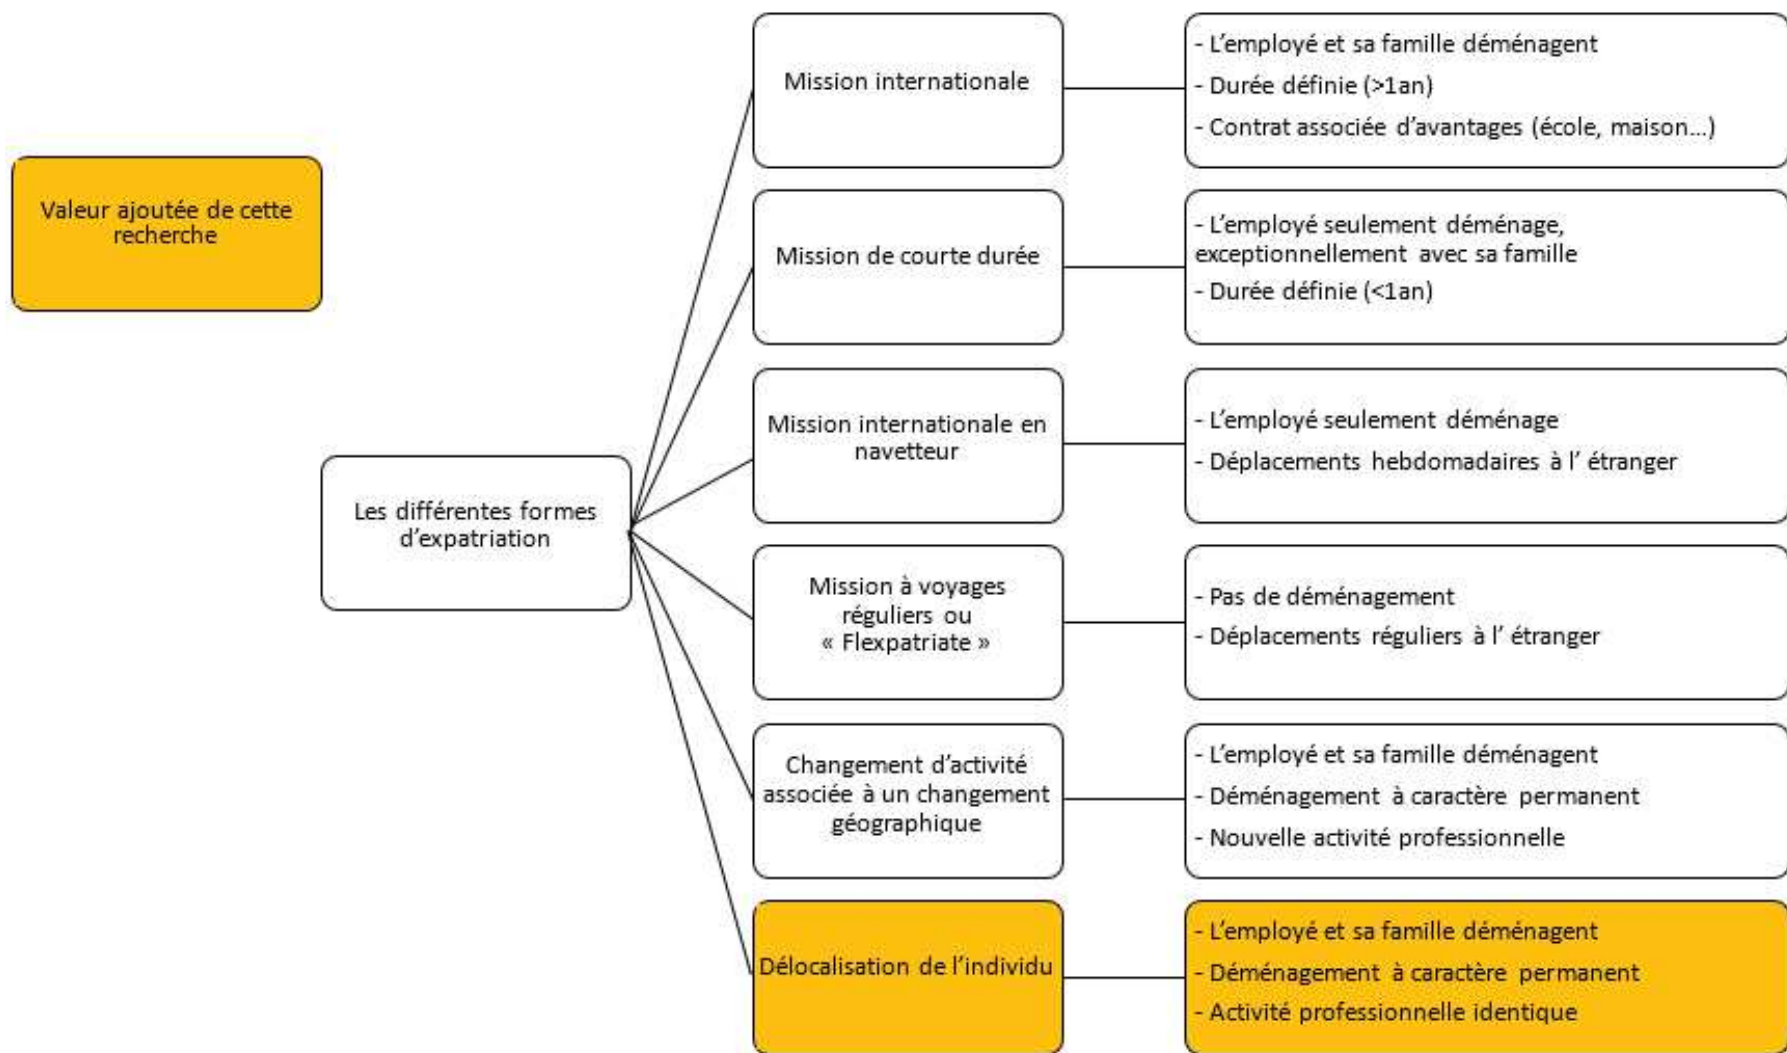 Valeur ajoutée de cette
recherche
Les différentes formes
d'expatriation
Mission internationale
- L'employé et sa famille déménagent
- Durée définie (>1an)
- Contrat associée d'avantages (école, maison...)
Mission de courte durée
- L'employé seulement déménage,
exceptionnellement avec sa famille
- Durée définie (<1an)
Mission internationale en
navetteur
- L'employé seulement déménage
- Déplacements hebdomadaires à l' étranger
Mission à voyages
réguliers ou
« Flexpatriate »
- Pas de déménagement
- Déplacements réguliers à l' étranger
Changement d'activité
associée à un changement
géographique
- L'employé et sa famille déménagent
- Déménagement à caractère permanent
- Nouvelle activité professionnelle
Délocalisation de l'individu
- L'employé et sa famille déménagent
- Déménagement à caractère permanent
- Activité professionnelle identique